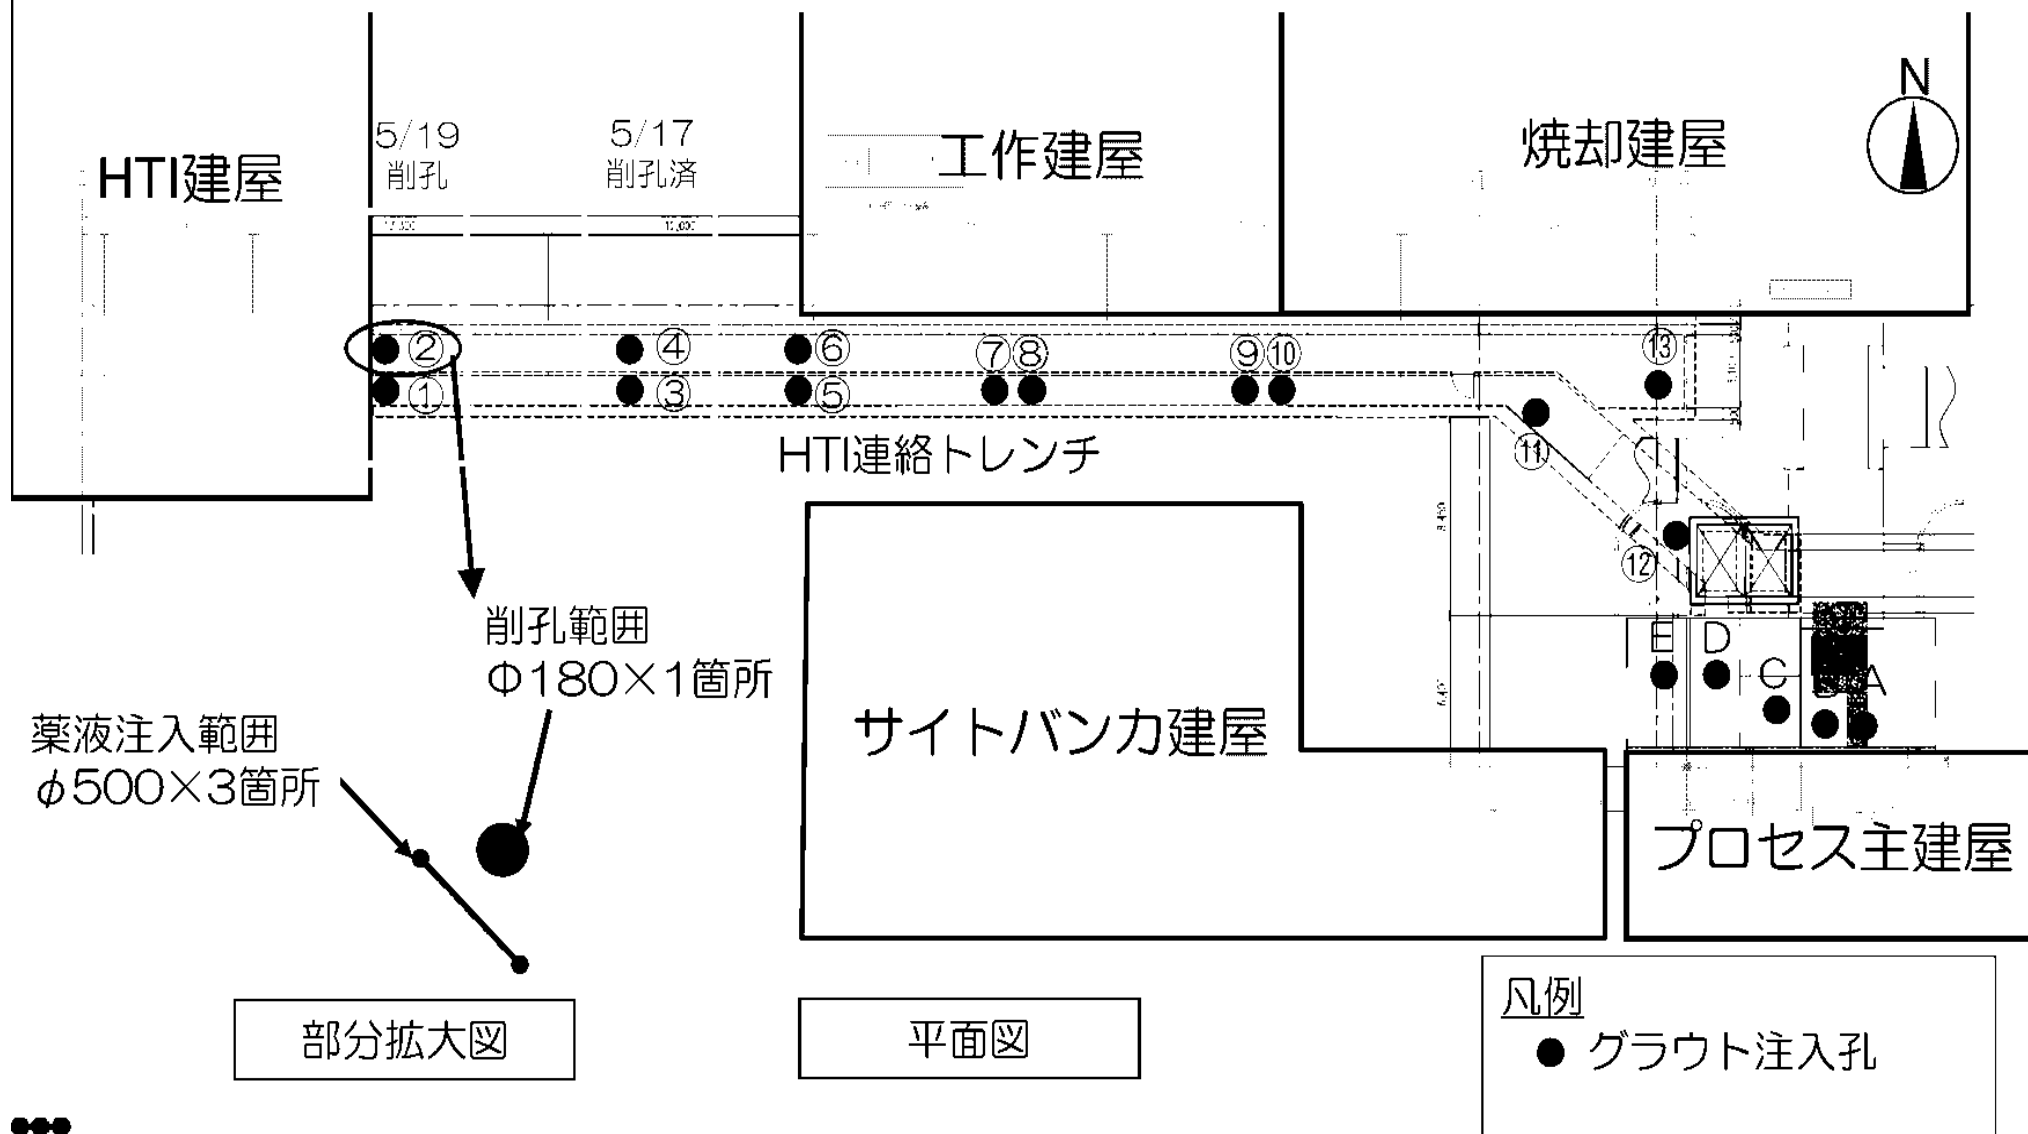 N
HTI建屋
5/19
削孔
5/17
削孔済
工作建屋
焼却建屋
②
④
⑥
⑦
⑧
⑨
⑩
⑬
①
③
⑤
⑪
⑫
HTI連絡トレンチ
削孔範囲
Φ180×1箇所
薬液注入範囲
φ500×3箇所
サイトバンカ建屋
E
D
C
A
プロセス主建屋
部分拡大図
平面図
凡例
● グラウト注入孔